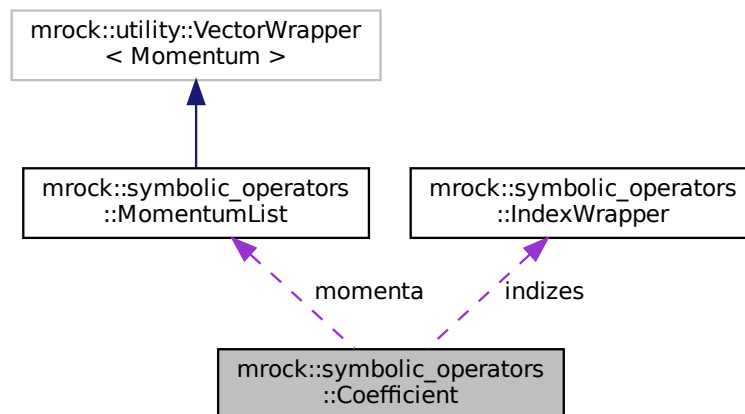 mrock::utility::VectorWrapper
< Momentum >
mrock::symbolic_operators
::MomentumList
mrock::symbolic_operators
::IndexWrapper
momenta
indizes
mrock::symbolic_operators
::Coefficient